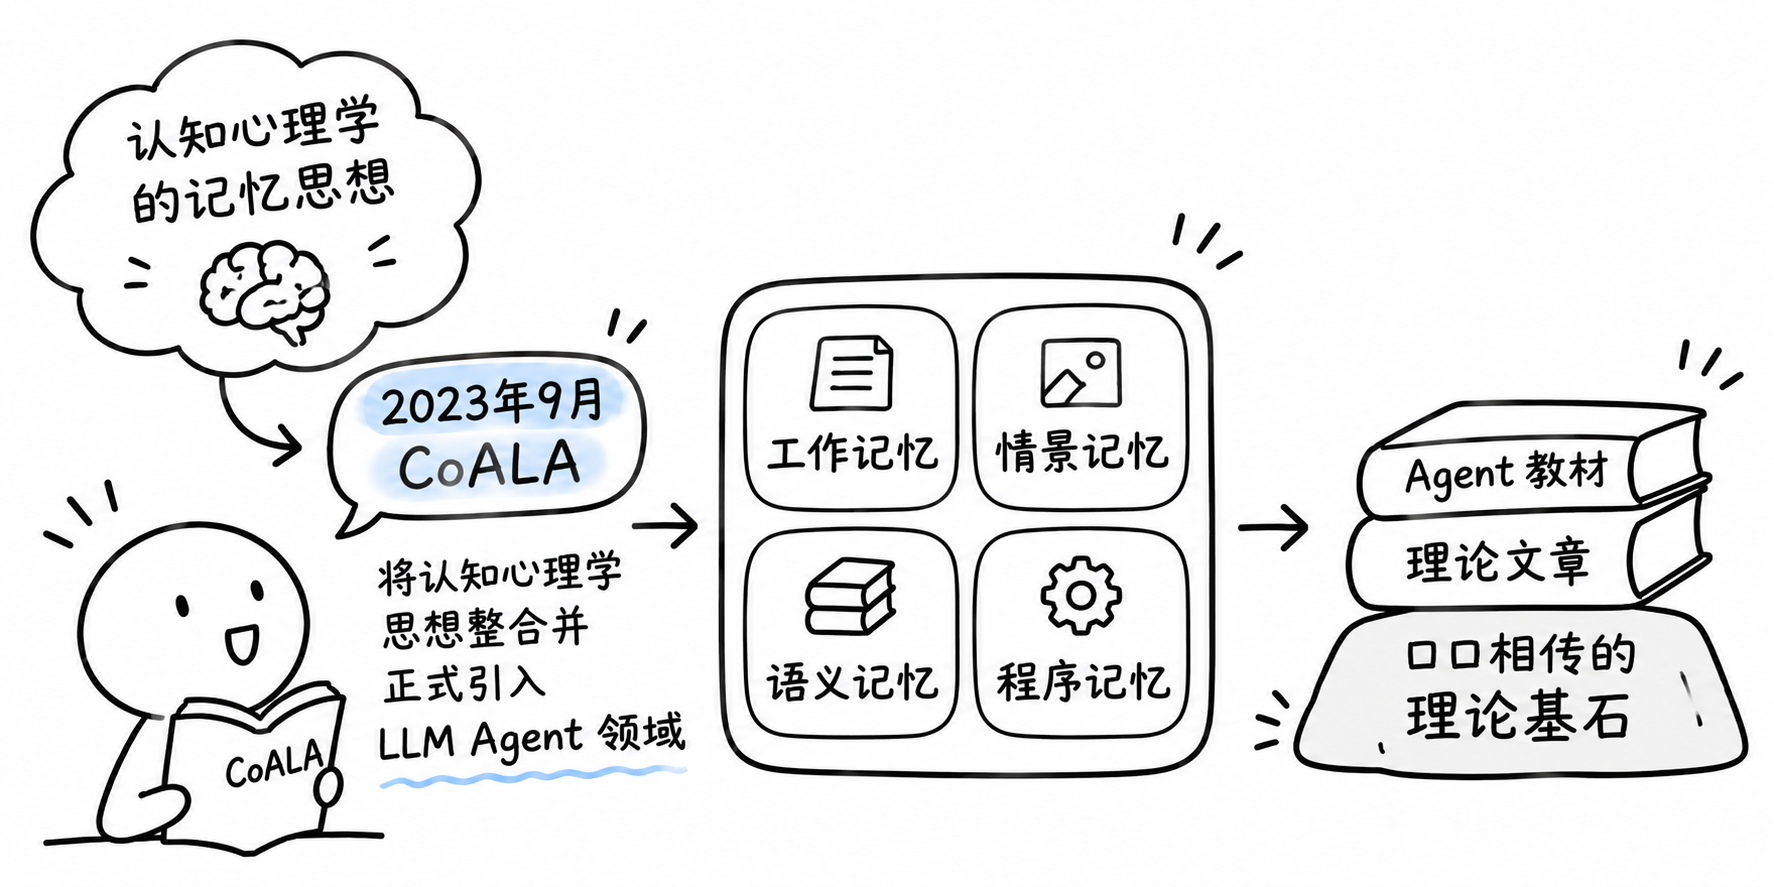 认知心理学
的记忆思想
2023年9月
CoALA
将认知心理学
思想整合并
正式引入
LLM Agent 领域
CoALA
工作记忆
情景记忆
语义记忆
程序记忆
Agent 教材
理论文章
口口相传的
理论基石